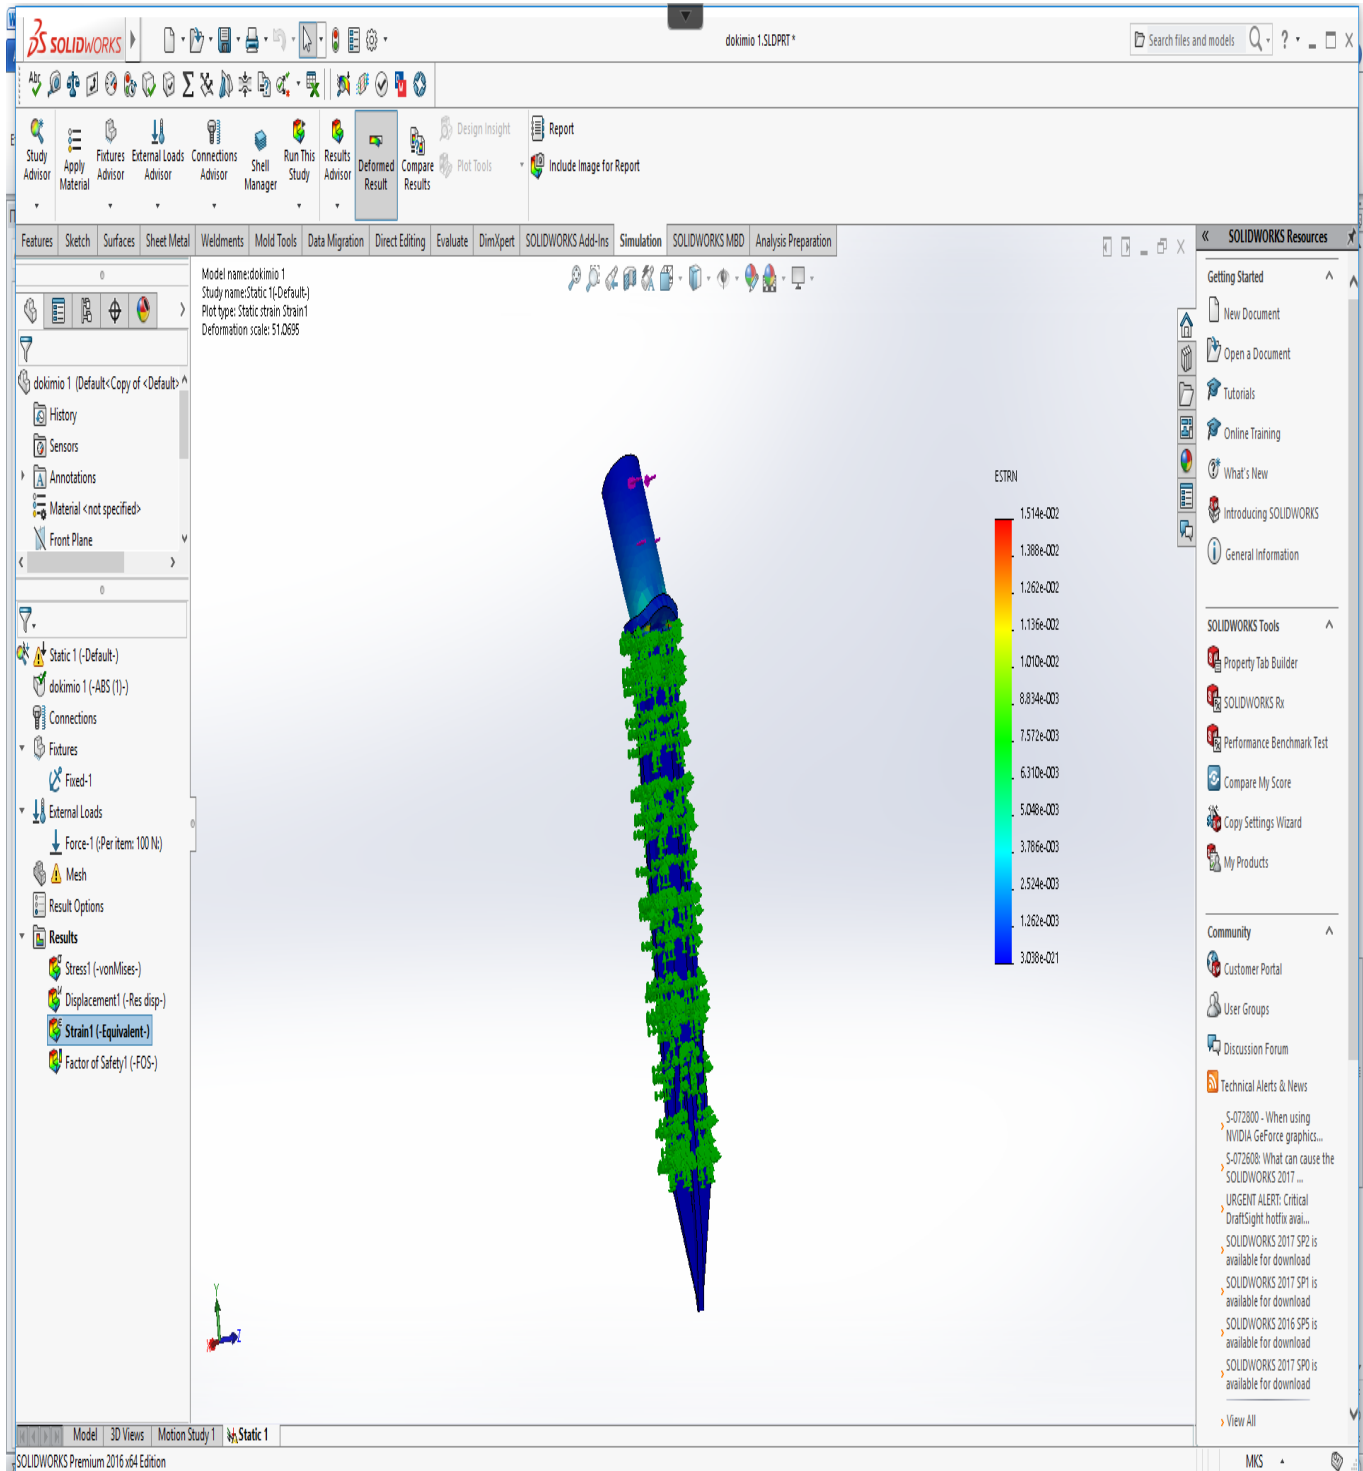 SOLIDWORKS
dokimio 1.SLDPRT *
Search files and models
Study Advisor
Apply Material
Fixtures Advisor
External Loads Advisor
Connections Advisor
Shell Manager
Run This Study
Results Advisor
Deformed Result
Compare Results
Design Insight
Plot Tools
Report
Include Image for Report
Features Sketch Surfaces Sheet Metal Weldments Mold Tools Data Migration Direct Editing Evaluate DimXpert SOLIDWORKS Add-Ins Simulation SOLIDWORKS MBD Analysis Preparation
dokimio 1 (Default<Copy of <Default>
History
Sensors
Annotations
Material <not specified>
Front Plane
Static 1 (-Default-)
dokimio 1 (-ABS (1)-)
Connections
Fixtures
Fixed-1
External Loads
Force-1 (:Per item: 100 N:)
Mesh
Result Options
Results
Stress1 (-vonMises-)
Displacement1 (-Res disp-)
Strain1 (-Equivalent-)
Factor of Safety1 (-FOS-)
Model name:dokimio 1
Study name:Static 1(-Default-)
Plot type: Static strain Strain1
Deformation scale: 51.0695
ESTRN
1.514e-002
1.388e-002
1.262e-002
1.136e-002
1.010e-002
8.834e-003
7.572e-003
6.310e-003
5.048e-003
3.786e-003
2.524e-003
1.262e-003
3.038e-021
Y
Z
SOLIDWORKS Resources
Getting Started
New Document
Open a Document
Tutorials
Online Training
What's New
Introducing SOLIDWORKS
General Information
SOLIDWORKS Tools
Property Tab Builder
SOLIDWORKS Rx
Performance Benchmark Test
Compare My Score
Copy Settings Wizard
My Products
Community
Customer Portal
User Groups
Discussion Forum
Technical Alerts & News
S-072800 - When using
NVIDIA GeForce graphics...
S-072608: What can cause the
SOLIDWORKS 2017 ...
URGENT ALERT: Critical
DraftSight hotfix avai...
SOLIDWORKS 2017 SP2 is
available for download
SOLIDWORKS 2017 SP1 is
available for download
SOLIDWORKS 2016 SP5 is
available for download
SOLIDWORKS 2017 SP0 is
available for download
View All
Model 3D Views Motion Study 1 Static 1
SOLIDWORKS Premium 2016 x64 Edition
MKS